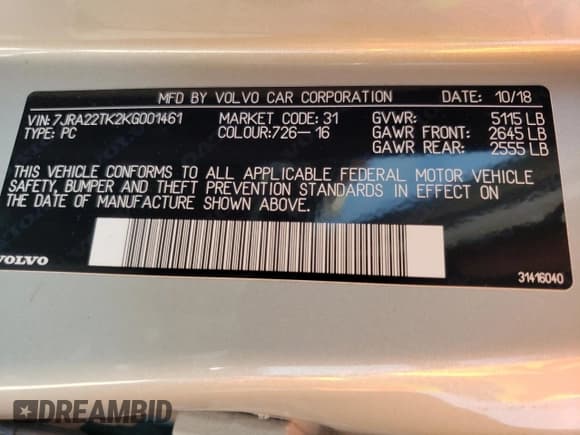 MFD BY VOLVO CAR CORPORATION DATE: 10/18
VIN: 7JRA22TK2KG001461 MARKET CODE: 31 GVWR: 5115 LB
TYPE: PC COLOUR:726-16 GAWR FRONT: 2645 LB
GAWR REAR: 2555 LB
THIS VEHICLE CONFORMS TO ALL APPLICABLE FEDERAL MOTOR VEHICLE
SAFETY, BUMPER AND THEFT PREVENTION STANDARDS IN EFFECT ON
THE DATE OF MANUFACTURE SHOWN ABOVE.
VOLVO
31416040
DREAMBID